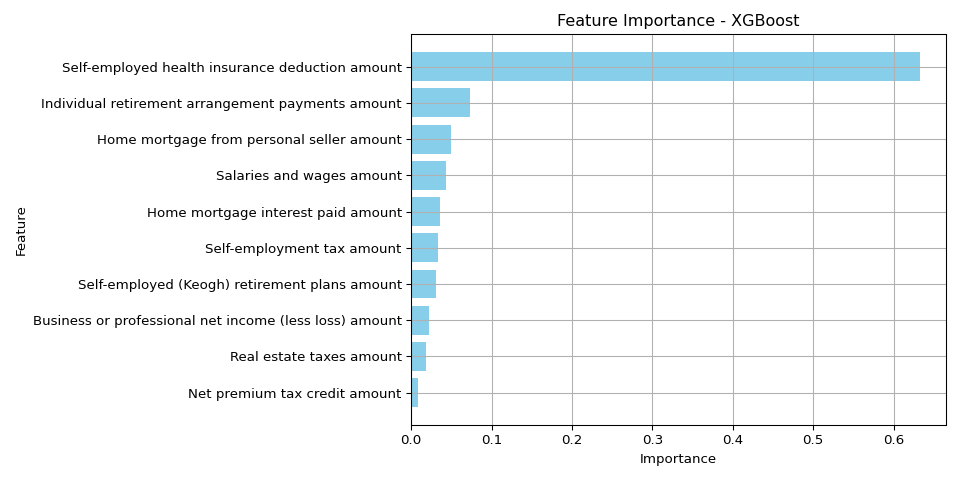 Feature Importance - XGBoost
Feature
Self-employed health insurance deduction amount
Individual retirement arrangement payments amount
Home mortgage from personal seller amount
Salaries and wages amount
Home mortgage interest paid amount
Self-employment tax amount
Self-employed (Keogh) retirement plans amount
Business or professional net income (less loss) amount
Real estate taxes amount
Net premium tax credit amount
0.0 0.1 0.2 0.3 0.4 0.5 0.6
Importance